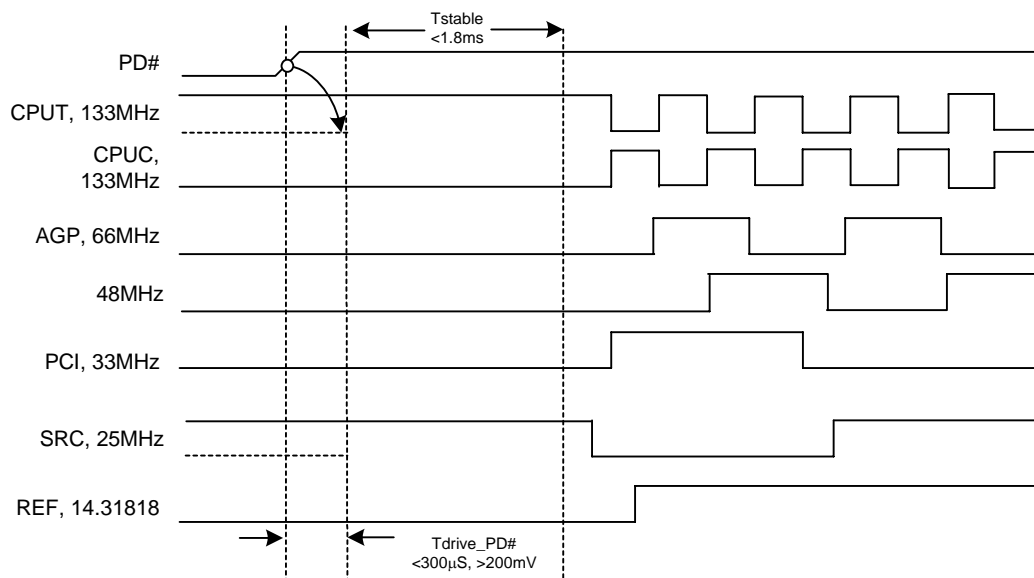 Tstable
<1.8ms
PD#
CPUT, 133MHz
CPUC,
133MHz
AGP, 66MHz
48MHz
PCI, 33MHz
SRC, 25MHz
REF, 14.31818
Tdrive_PD#
<300μS, >200mV